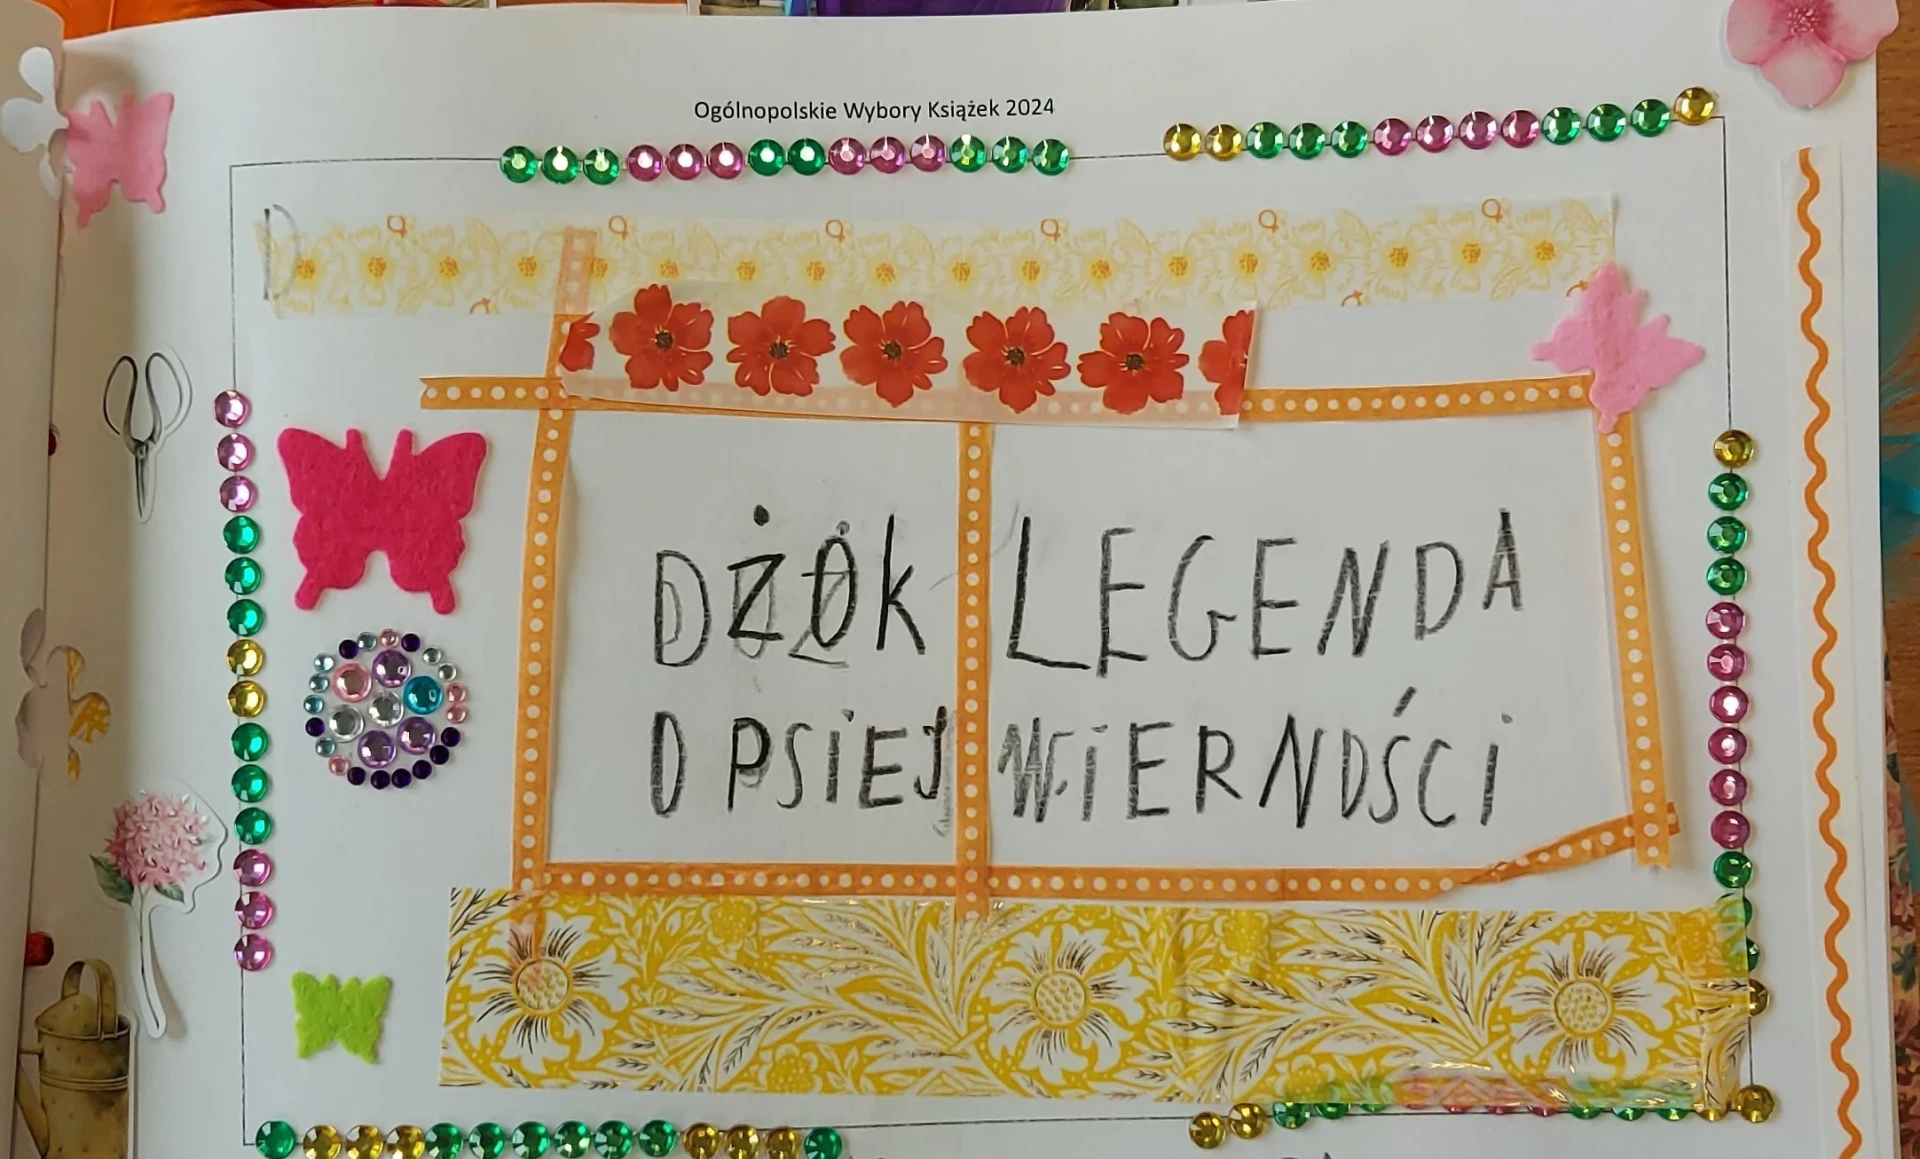 Ogólnopolskie Wybory Książek 2024
D
DŻOK LEGENDA
O PSIEJ WIERNOŚCI